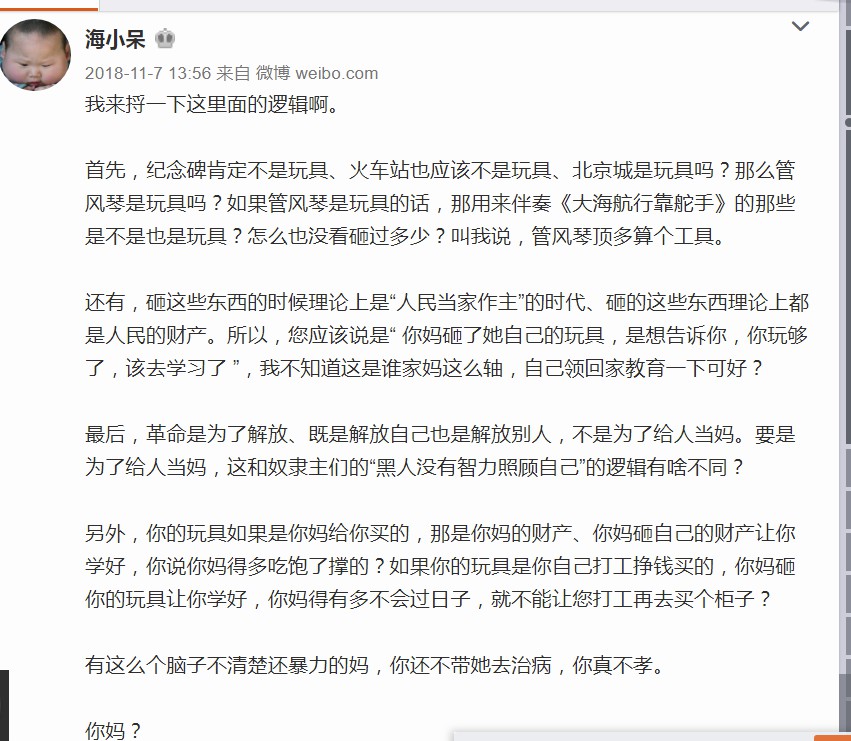 海小呆
2018-11-7 13:56 来自 微博 weibo.com
我来捋一下这里面的逻辑啊。
首先，纪念碑肯定不是玩具、火车站也应该不是玩具、北京城是玩具吗？那么管
风琴是玩具吗？如果管风琴是玩具的话，那用来伴奏《大海航行靠舵手》的那些
是不是也是玩具？怎么也没看砸过多少？叫我说，管风琴顶多算个工具。
还有，砸这些东西的时候理论上是“人民当家作主”的时代、砸的这些东西理论上都
是人民的财产。所以，您应该说是“ 你妈砸了她自己的玩具，是想告诉你，你玩够
了，该去学习了 ”，我不知道这是谁家妈这么轴，自己领回家教育一下可好？
最后，革命是为了解放、既是解放自己也是解放别人，不是为了给人当妈。要是
为了给人当妈，这和奴隶主们的“黑人没有智力照顾自己”的逻辑有啥不同？
另外，你的玩具如果是你妈给你买的，那是你妈的财产、你妈砸自己的财产让你
学好，你说你妈得多吃饱了撑的？如果你的玩具是你自己打工挣钱买的，你妈砸
你的玩具让你学好，你妈得有多不会过日子，就不能让您打工再去买个柜子？
有这么个脑子不清楚还暴力的妈，你还不带她去治病，你真不孝。
你妈？